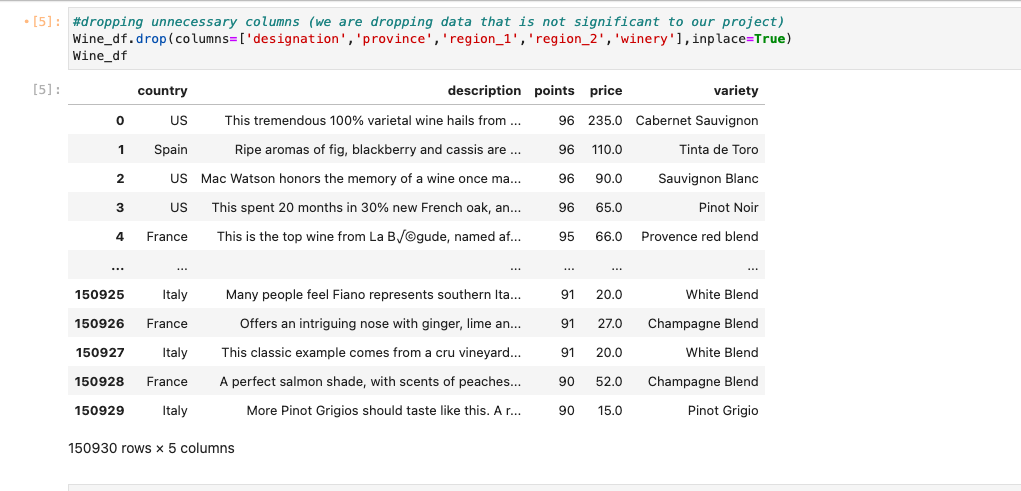 [5]: #dropping unnecessary columns (we are dropping data that is not significant to our project)
Wine_df.drop(columns=['designation','province','region_1','region_2','winery'],inplace=True)
Wine_df
[5]: country description points price variety
0 US This tremendous 100% varietal wine hails from ... 96 235.0 Cabernet Sauvignon
1 Spain Ripe aromas of fig, blackberry and cassis are ... 96 110.0 Tinta de Toro
2 US Mac Watson honors the memory of a wine once ma... 96 90.0 Sauvignon Blanc
3 US This spent 20 months in 30% new French oak, an... 96 65.0 Pinot Noir
4 France This is the top wine from La B√©gude, named af... 95 66.0 Provence red blend
... ... ... ... ... ...
150925 Italy Many people feel Fiano represents southern Ita... 91 20.0 White Blend
150926 France Offers an intriguing nose with ginger, lime an... 91 27.0 Champagne Blend
150927 Italy This classic example comes from a cru vineyard... 91 20.0 White Blend
150928 France A perfect salmon shade, with scents of peaches... 90 52.0 Champagne Blend
150929 Italy More Pinot Grigios should taste like this. A r... 90 15.0 Pinot Grigio
150930 rows × 5 columns